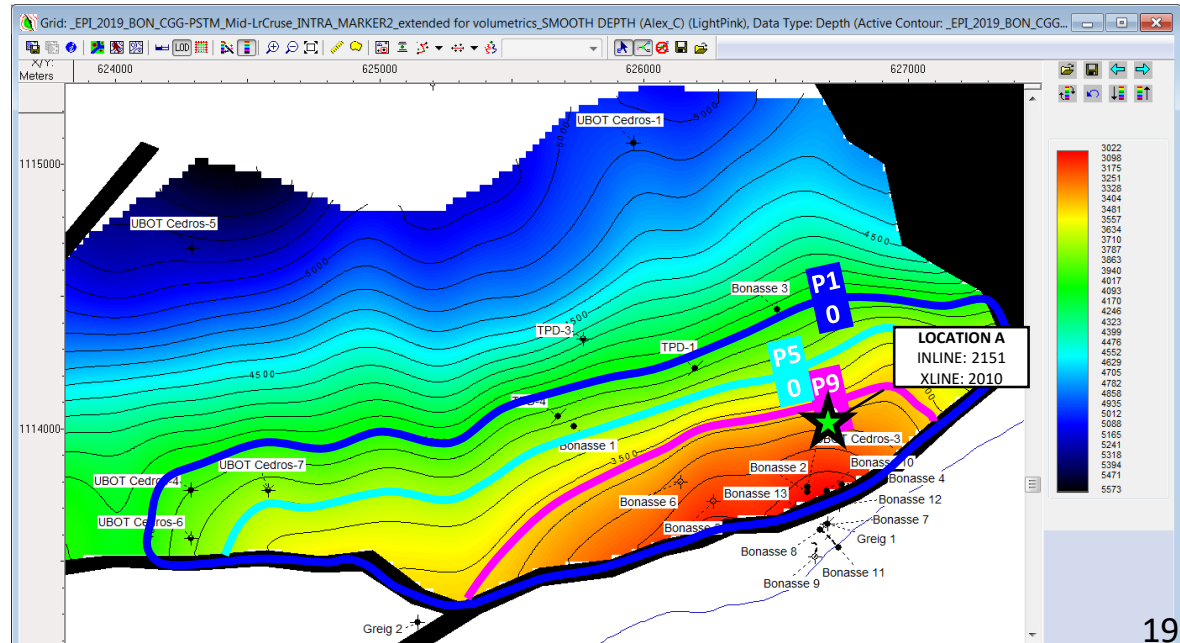 Grid: _EPI_2019_BON_CGG-PSTM_Mid-LrCruse_INTRA_MARKER2_extended for volumetrics_SMOOTH DEPTH (Alex_C) (LightPink), Data Type: Depth (Active Contour: _EPI_2019_BON_CGG...
LOD
X/Y:
Meters
624000
625000
626000
627000
1115000
1114000
UBOT Cedros-1
5000
5000
UBOT Cedros-5
5000
4500
Bonasse 3
P1
0
4500
TPD-3
TPD-1
P5
0
P9
LOCATION A
INLINE: 2151
XLINE: 2010
4500
TPD-4
Bonasse 1
Cedros-3
UBOT Cedros-7
3500
Bonasse 2
10
UBOT Cedros-4
Bonasse 4
Bonasse 6
Bonasse 13
Bonasse 12
UBOT Cedros-6
Bonasse 7
Greig 1
Bonasse 8
Bonasse 11
Bonasse 9
Greig 2
3022
3098
3175
3251
3328
3404
3481
3557
3634
3710
3787
3863
3940
4017
4093
4170
4246
4323
4399
4476
4552
4629
4705
4782
4858
4935
5012
5088
5165
5241
5318
5394
5471
5573
19